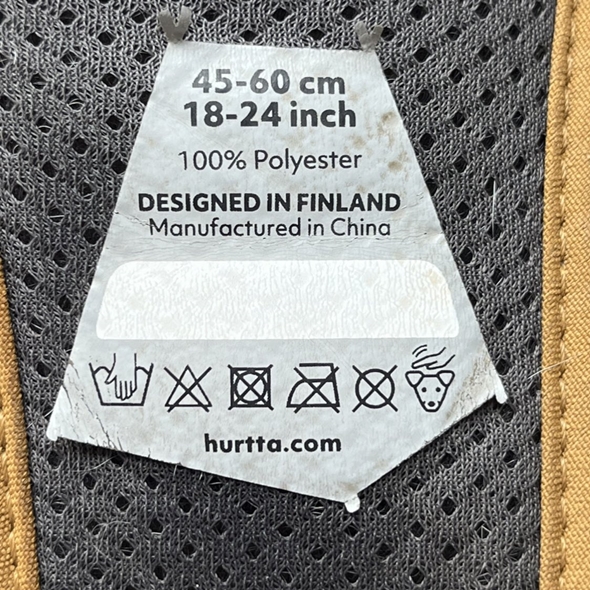 45-60 cm
18-24 inch
100% Polyester
DESIGNED IN FINLAND
Manufactured in China
hurtta.com